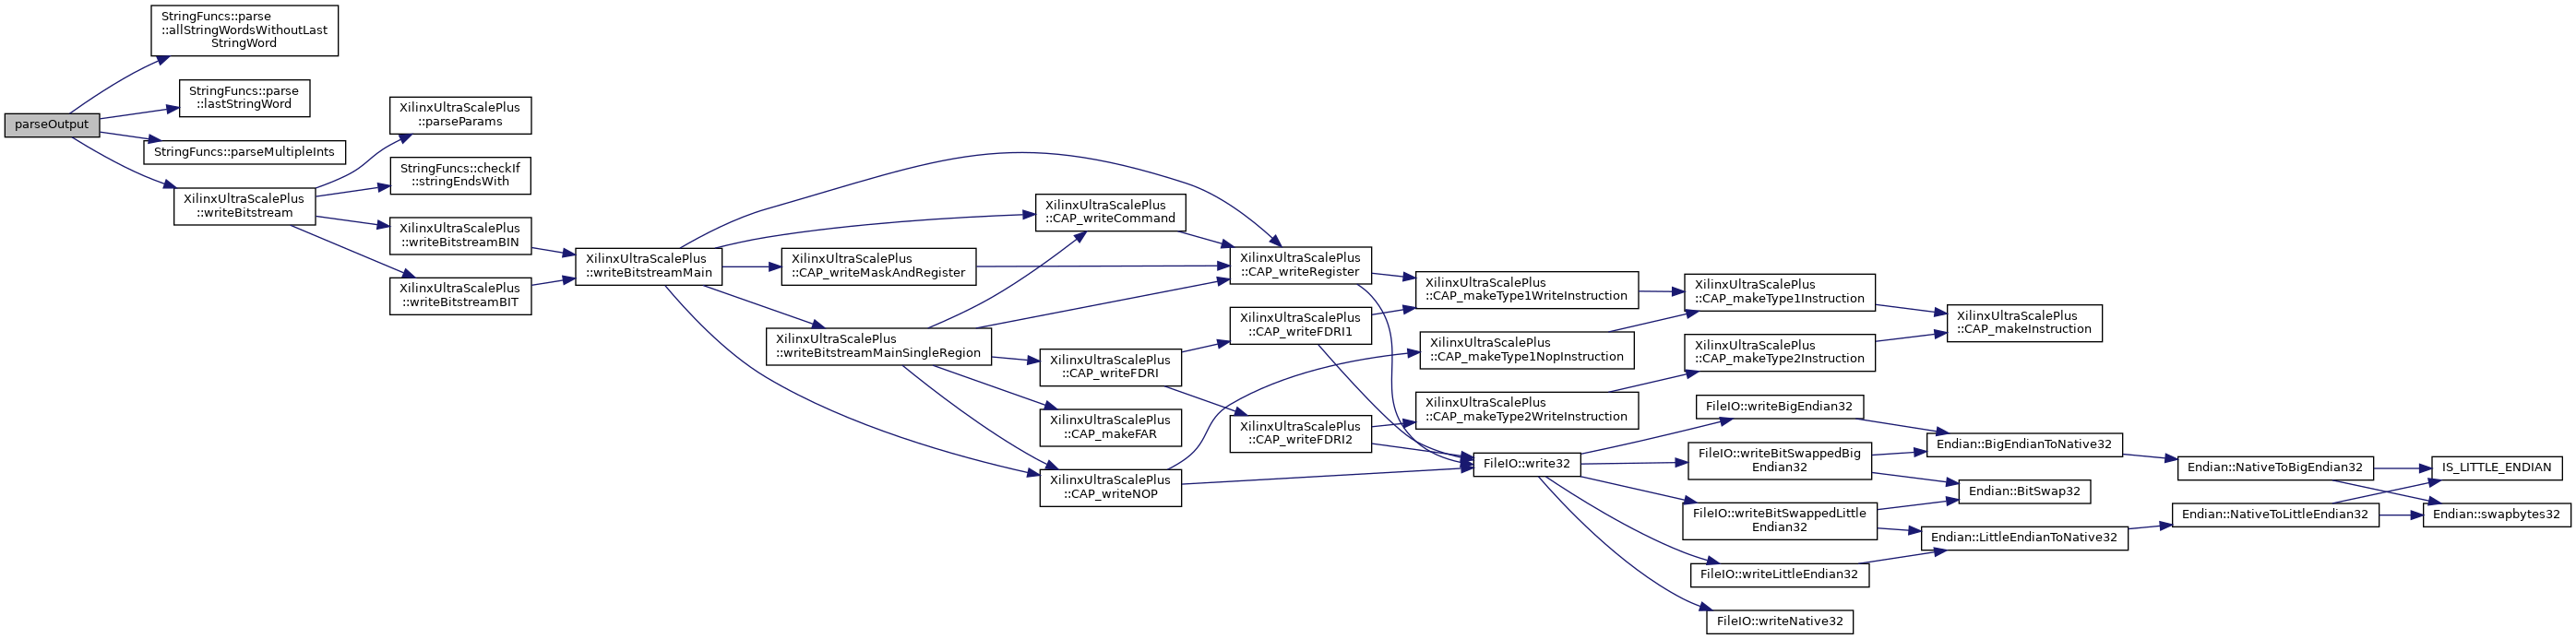 parseOutput
StringFuncs::parse
::allStringWordsWithoutLast
StringWord
StringFuncs::parse
::lastStringWord
StringFuncs::parseMultipleInts
XilinxUltraScalePlus
::writeBitstream
XilinxUltraScalePlus
::parseParams
StringFuncs::checkIf
::stringEndsWith
XilinxUltraScalePlus
::writeBitstreamBIN
XilinxUltraScalePlus
::writeBitstreamBIT
XilinxUltraScalePlus
::writeBitstreamMain
XilinxUltraScalePlus
::CAP_writeMaskAndRegister
XilinxUltraScalePlus
::writeBitstreamMainSingleRegion
XilinxUltraScalePlus
::CAP_writeCommand
XilinxUltraScalePlus
::CAP_writeFDRI
XilinxUltraScalePlus
::CAP_makeFAR
XilinxUltraScalePlus
::CAP_writeNOP
XilinxUltraScalePlus
::CAP_writeRegister
XilinxUltraScalePlus
::CAP_writeFDRI1
XilinxUltraScalePlus
::CAP_writeFDRI2
XilinxUltraScalePlus
::CAP_makeType1WriteInstruction
XilinxUltraScalePlus
::CAP_makeType1NopInstruction
XilinxUltraScalePlus
::CAP_makeType2WriteInstruction
FileIO::write32
XilinxUltraScalePlus
::CAP_makeType1Instruction
XilinxUltraScalePlus
::CAP_makeType2Instruction
FileIO::writeBigEndian32
FileIO::writeBitSwappedBig
Endian32
FileIO::writeBitSwappedLittle
Endian32
FileIO::writeLittleEndian32
FileIO::writeNative32
XilinxUltraScalePlus
::CAP_makeInstruction
Endian::BigEndianToNative32
Endian::BitSwap32
Endian::LittleEndianToNative32
Endian::NativeToBigEndian32
Endian::NativeToLittleEndian32
IS_LITTLE_ENDIAN
Endian::swapbytes32